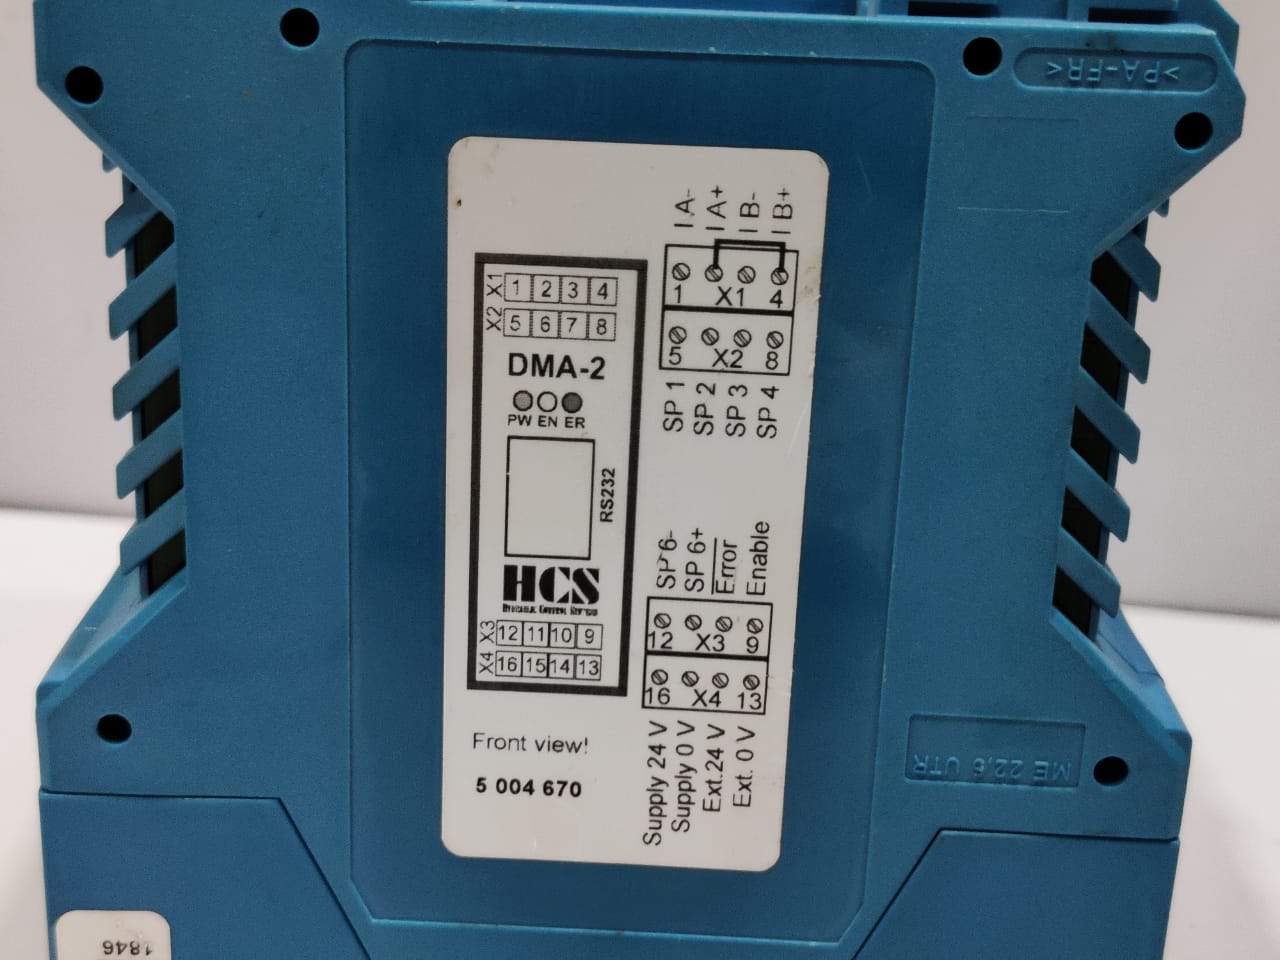 >PA-FR<
I A-
I A+
I B-
I B+
X1 1 2 3 4
X2 5 6 7 8
1 X1 4
5 X2 8
SP 1
SP 2
SP 3
SP 4
DMA-2
PW EN ER
RS232
HCS
Hydraulic Control Systems
X3 12 11 10 9
X4 16 15 14 13
SP 6-
SP 6+
Error
Enable
12 X3 9
16 X4 13
Supply 24 V
Supply 0 V
Ext.24 V
Ext. 0 V
Front view!
5 004 670
ME 22,6 UTR
1846